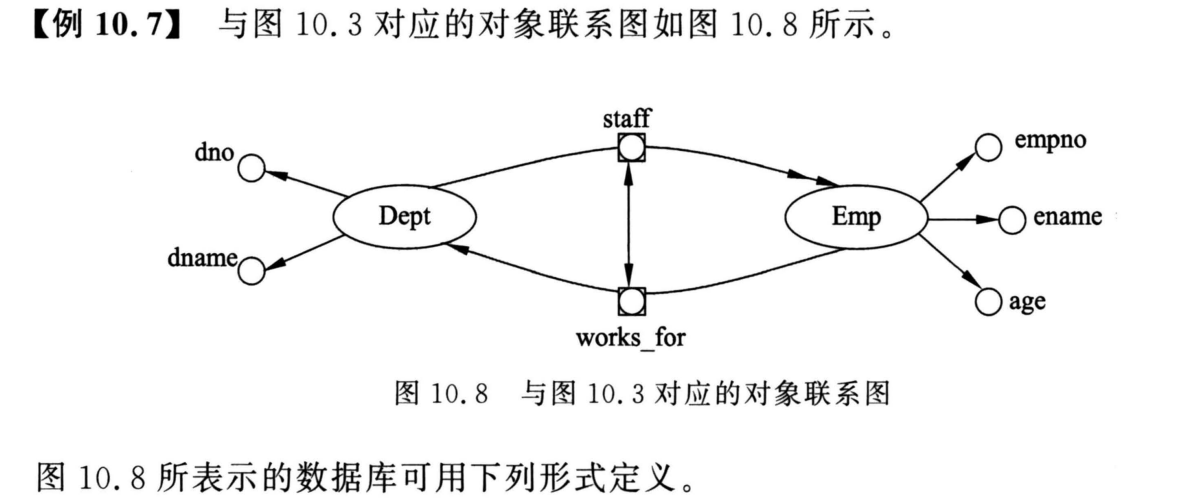 【例 10.7】 与图 10.3 对应的对象联系图如图 10.8 所示。
staff
dno
empno
Dept
Emp
ename
dname
age
works_for
图 10.8 与图 10.3 对应的对象联系图
图 10.8 所表示的数据库可用下列形式定义。